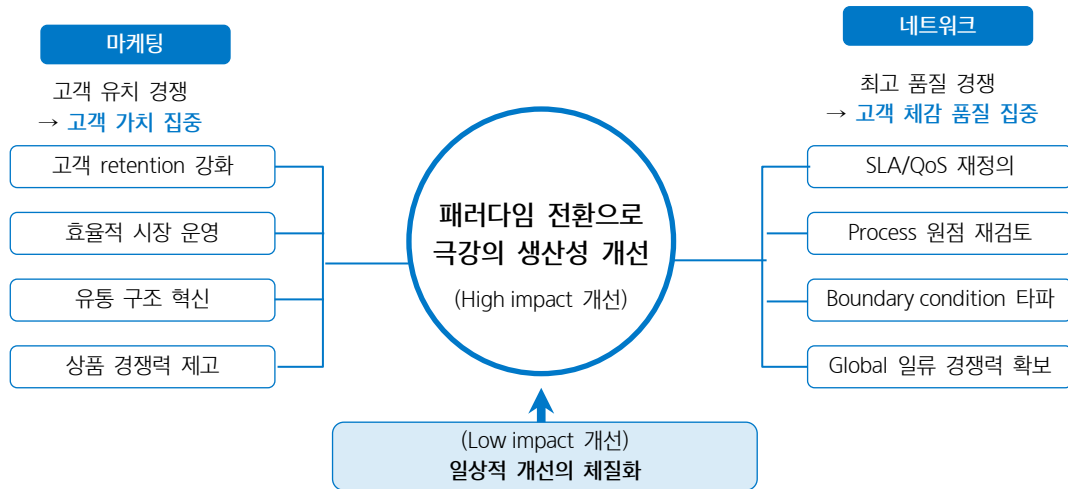 마케팅
고객 유치 경쟁
→ 고객 가치 집중
고객 retention 강화
효율적 시장 운영
유통 구조 혁신
상품 경쟁력 제고
패러다임 전환으로
극강의 생산성 개선
(High impact 개선)
(Low impact 개선)
일상적 개선의 체질화
네트워크
최고 품질 경쟁
→ 고객 체감 품질 집중
SLA/QoS 재정의
Process 원점 재검토
Boundary condition 타파
Global 일류 경쟁력 확보